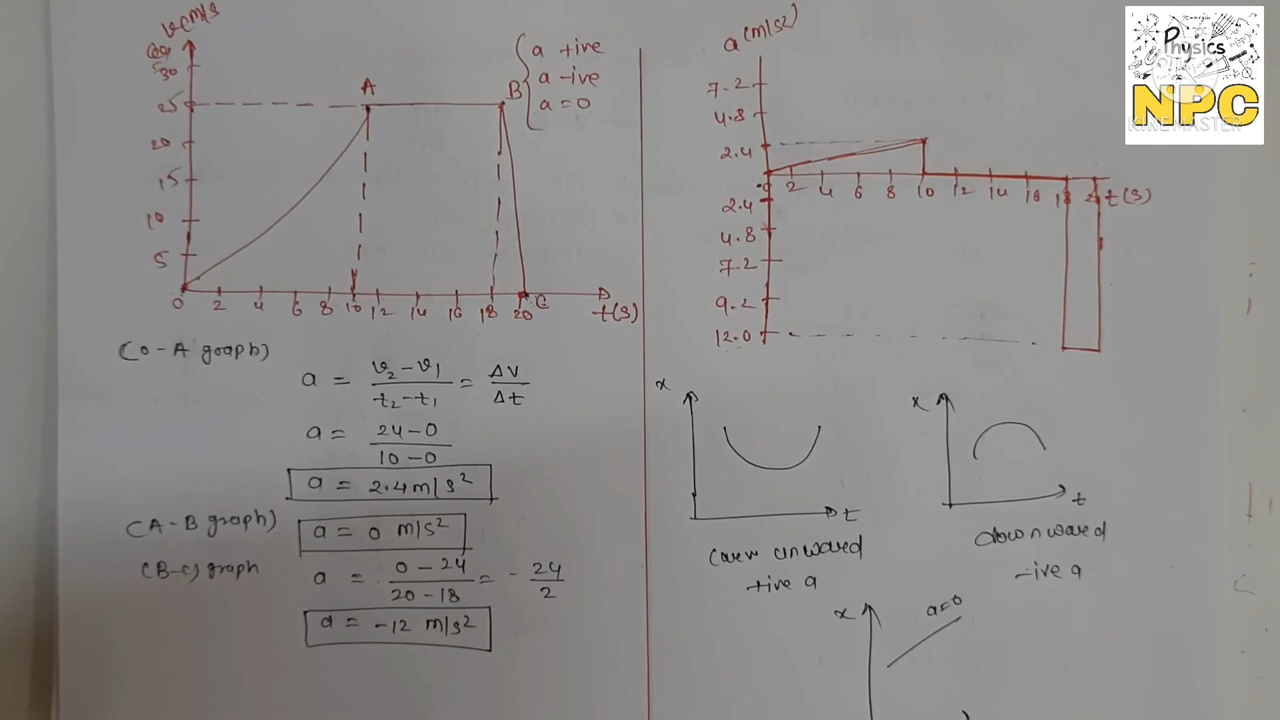 v(m/s
30
25
20
15
10
5
0 2 4 6 8 10 12 14 16 18 20 C
t(s)
A
B
a +ive
a -ive
a = 0
(O-A graph)
a = v2-v1/t2-t1 = Δv/Δt
a = 24-0/10-0
a = 2.4 m/s²
(A-B graph)
a = 0 m/s²
(B-C) graph
a = 0-24/20-18 = -24/2
a = -12 m/s²
a(m/s2)
7.2
4.8
2.4
2 4 6 8 10 12 14 16 18 2 t(s)
2.4
4.8
7.2
9.2
12.0
x
t
unward
+ive a
x
t
downward
-ive a
x
a=0
Physics
NPC
KINEMASTER